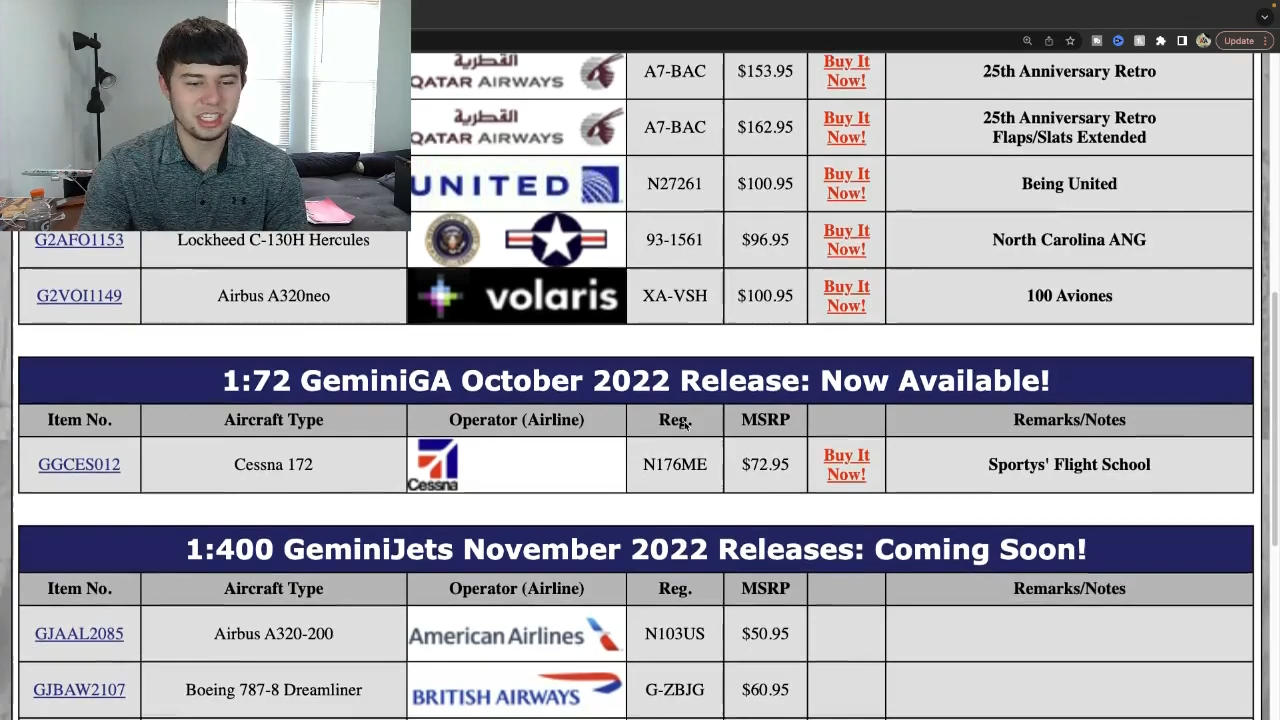 Update
القطرية
QATAR AIRWAYS
A7-BAC
$53.95
Buy It
Now!
25th Anniversary Retro
القطرية
QATAR AIRWAYS
A7-BAC
$162.95
Buy It
Now!
25th Anniversary Retro
Flaps/Slats Extended
UNITED
N27261
$100.95
Buy It
Now!
Being United
G2AFO1153
Lockheed C-130H Hercules
93-1561
$96.95
Buy It
Now!
North Carolina ANG
G2VOI1149
Airbus A320neo
volaris
XA-VSH
$100.95
Buy It
Now!
100 Aviones
1:72 GeminiGA October 2022 Release: Now Available!
Item No.
Aircraft Type
Operator (Airline)
Reg.
MSRP
Remarks/Notes
GGCES012
Cessna 172
Cessna
N176ME
$72.95
Buy It
Now!
Sportys' Flight School
1:400 GeminiJets November 2022 Releases: Coming Soon!
Item No.
Aircraft Type
Operator (Airline)
Reg.
MSRP
Remarks/Notes
GJAAL2085
Airbus A320-200
American Airlines
N103US
$50.95
GJBAW2107
Boeing 787-8 Dreamliner
BRITISH AIRWAYS
G-ZBJG
$60.95